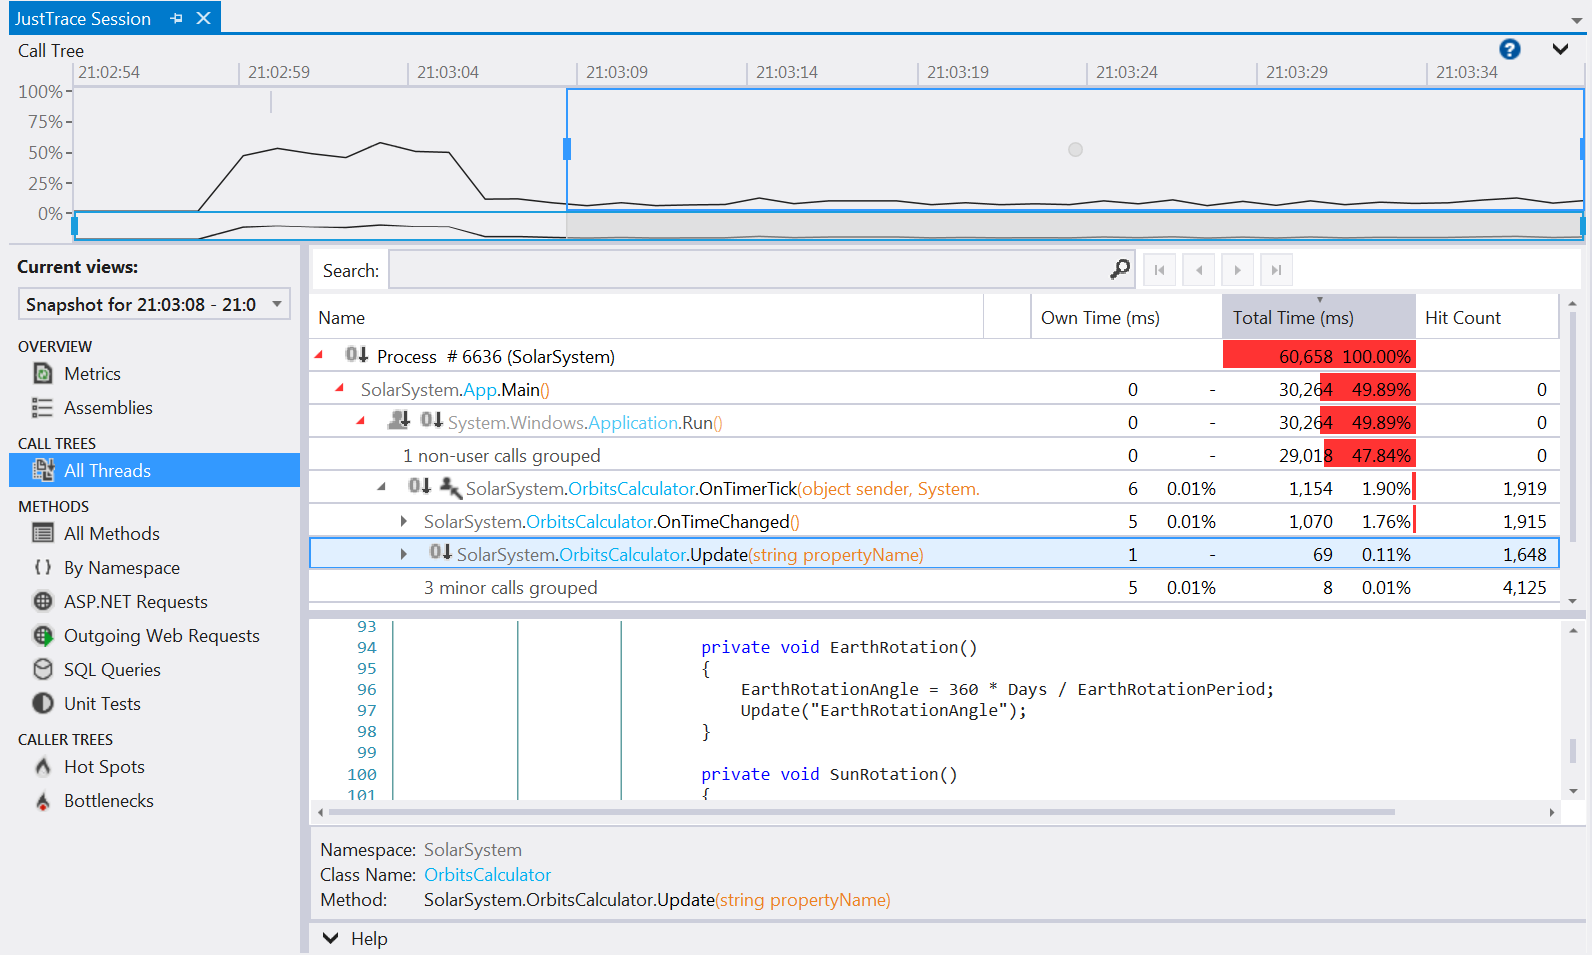 JustTrace Session
Call Tree
21:02:54 21:02:59 21:03:04 21:03:09 21:03:14 21:03:19 21:03:24 21:03:29 21:03:34
100%
75%
50%
25%
0%
Current views:
Snapshot for 21:03:08 - 21:0
OVERVIEW
Metrics
Assemblies
CALL TREES
All Threads
METHODS
All Methods
By Namespace
ASP.NET Requests
Outgoing Web Requests
SQL Queries
Unit Tests
CALLER TREES
Hot Spots
Bottlenecks
Search:
Name Own Time (ms) Total Time (ms) Hit Count
Process # 6636 (SolarSystem) 60,658 100.00%
SolarSystem.App.Main() 0 - 30,264 49.89% 0
System.Windows.Application.Run() 0 - 30,264 49.89% 0
1 non-user calls grouped 0 - 29,018 47.84% 0
SolarSystem.OrbitsCalculator.OnTimerTick(object sender, System. 6 0.01% 1,154 1.90% 1,919
SolarSystem.OrbitsCalculator.OnTimeChanged() 5 0.01% 1,070 1.76% 1,915
SolarSystem.OrbitsCalculator.Update(string propertyName) 1 - 69 0.11% 1,648
3 minor calls grouped 5 0.01% 8 0.01% 4,125
93
94 private void EarthRotation()
95 {
96 EarthRotationAngle = 360 * Days / EarthRotationPeriod;
97 Update("EarthRotationAngle");
98 }
99
100 private void SunRotation()
101 {
Namespace: SolarSystem
Class Name: OrbitsCalculator
Method: SolarSystem.OrbitsCalculator.Update(string propertyName)
Help